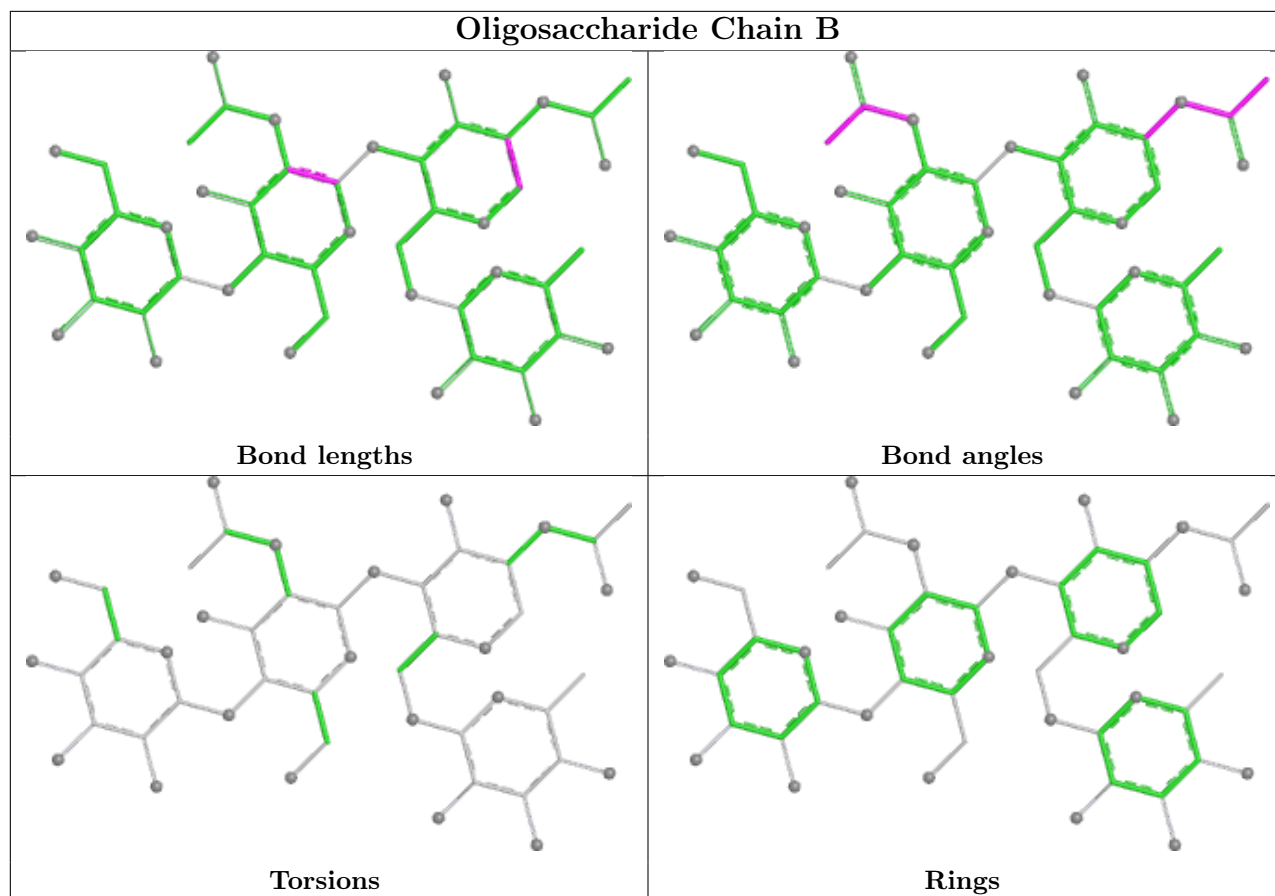 Oligosaccharide Chain B
Bond lengths
Bond angles
Torsions
Rings